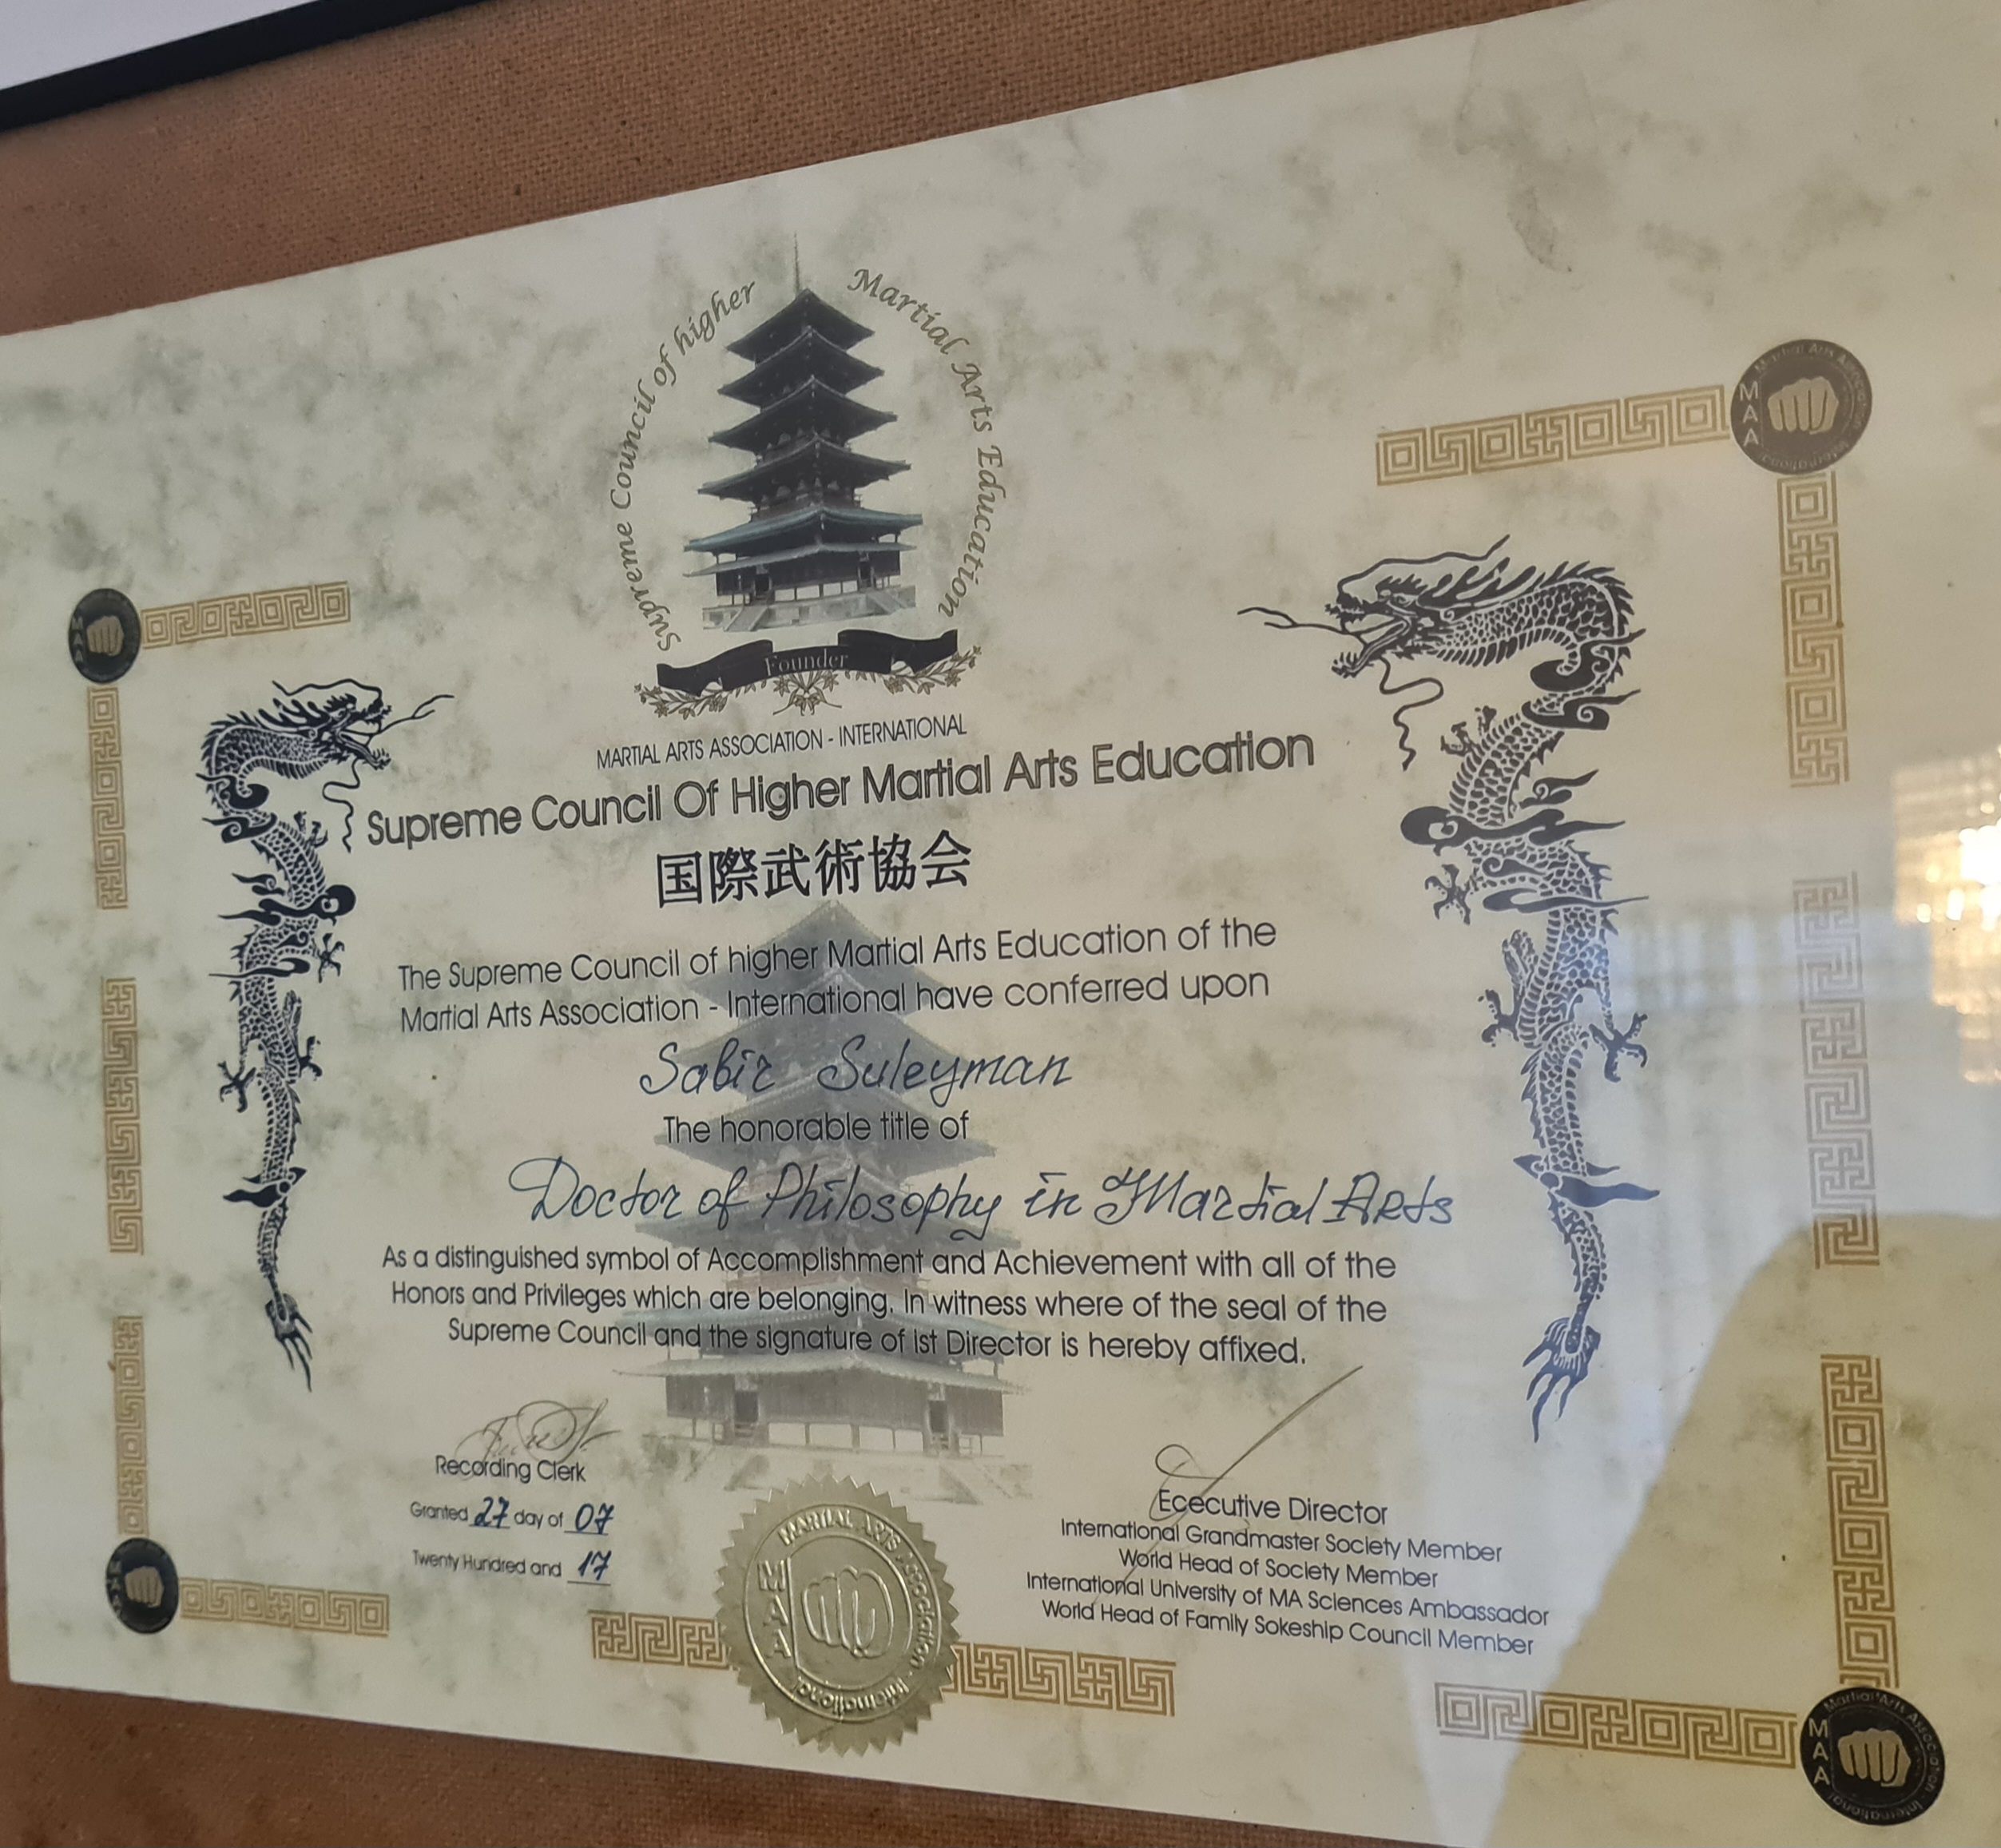 Supreme Council of higher Martial Arts Education
Founder
MARTIAL ARTS ASSOCIATION - INTERNATIONAL
Supreme Council Of Higher Martial Arts Education
国際武術協会
The Supreme Council of higher Martial Arts Education of the
Martial Arts Association - International have conferred upon
Sabir Suleyman
The honorable title of
Doctor of Philosophy in Martial Arts
As a distinguished symbol of Accomplishment and Achievement with all of the
Honors and Privileges which are belonging. In witness where of the seal of the
Supreme Council and the signature of Ist Director is hereby affixed.
Recording Clerk
Granted 27 day of 07
Twenty Hundred and 17
Ececutive Director
International Grandmaster Society Member
World Head of Society Member
International University of MA Sciences Ambassador
World Head of Family Sokeship Council Member
MARTIAL ARTS Association - International
MAA
Martial Arts Association - International
MAA
Martial Arts Association - International
MAA
MAA
MAA